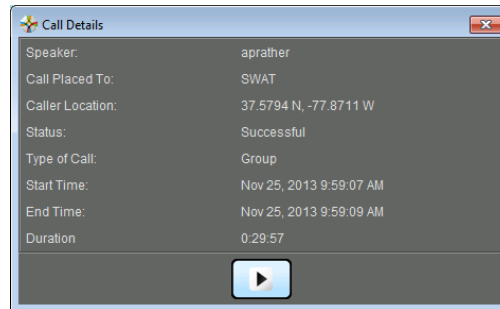 Call Details
Speaker: aprather
Call Placed To: SWAT
Caller Location: 37.5794 N, -77.8711 W
Status: Successful
Type of Call: Group
Start Time: Nov 25, 2013 9:59:07 AM
End Time: Nov 25, 2013 9:59:09 AM
Duration 0:29:57